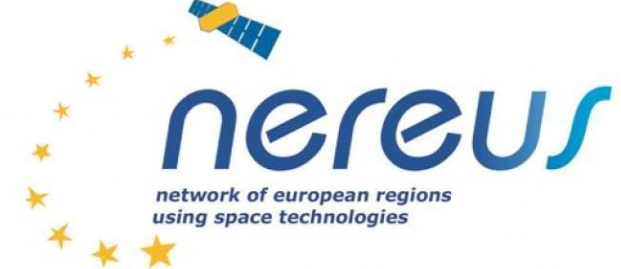 nereus
network of european regions
using space technologies